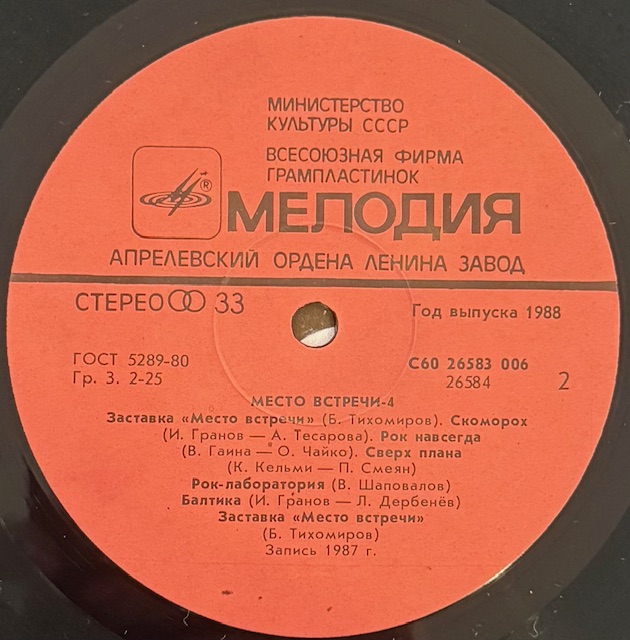 МИНИСТЕРСТВО
КУЛЬТУРЫ СССР
ВСЕСОЮЗНАЯ ФИРМА
ГРАМПЛАСТИНОК
®
МЕЛОДИЯ
АПРЕЛЕВСКИЙ ОРДЕНА ЛЕНИНА ЗАВОД
СТЕРЕО 33
Год выпуска 1988
ГОСТ 5289-80
Гр. 3. 2-25
С60 26583 006
26584
2
МЕСТО ВСТРЕЧИ-4
Заставка «Место встречи» (Б. Тихомиров). Скоморох
(И. Гранов — А. Тесарова). Рок навсегда
(В. Гаина — О. Чайко). Сверх плана
(К. Кельми — П. Смеян)
Рок-лаборатория (В. Шаповалов)
Балтика (И. Гранов — Л. Дербенёв)
Заставка «Место встречи»
(Б. Тихомиров)
Запись 1987 г.